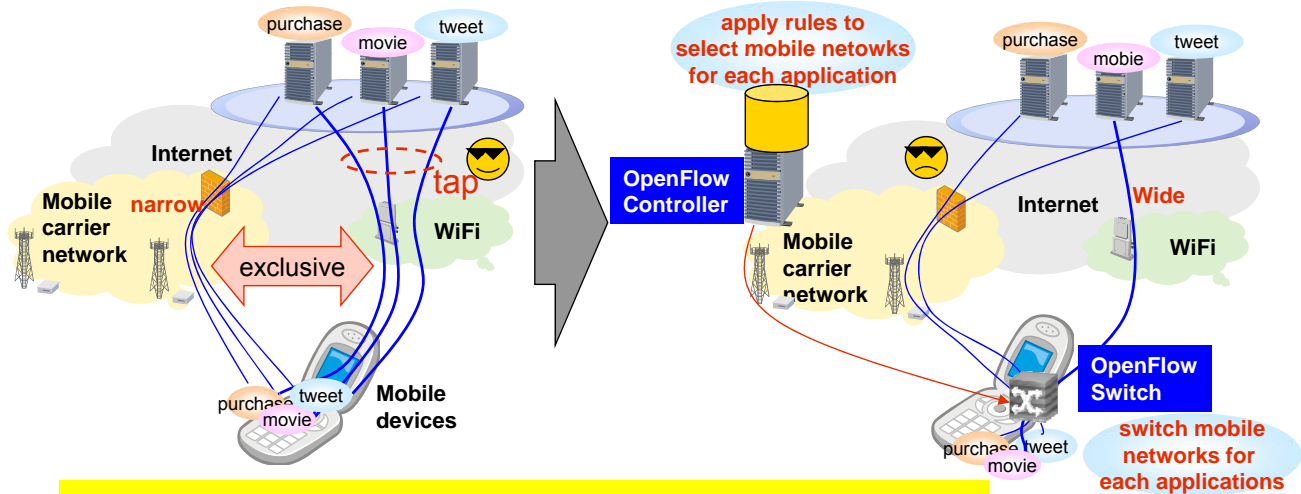 purchase
movie
tweet
Internet
Mobile
carrier
network
narrow
tap
WiFi
exclusive
tweet
purchase
movie
Mobile
devices
apply rules to
select mobile netowks
for each application
purchase
mobie
tweet
OpenFlow
Controller
Internet
Wide
WiFi
Mobile
carrier
network
OpenFlow
Switch
purchase
tweet
movie
switch mobile
networks for
each applications